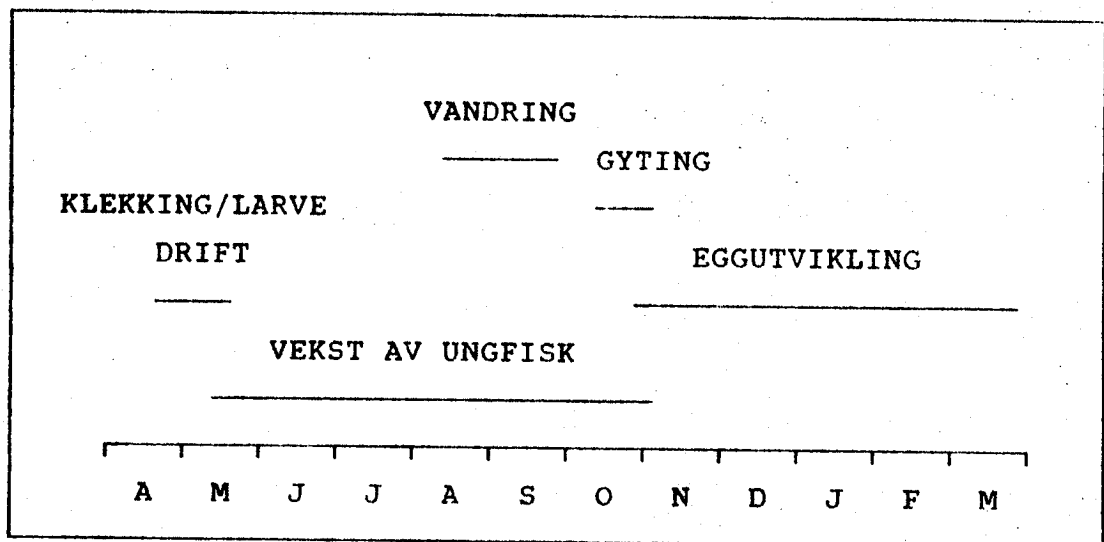 VANDRING
GYTING
KLEKKING/LARVE
DRIFT
EGGUTVIKLING
VEKST AV UNGFISK
A M J J A S O N D J F M